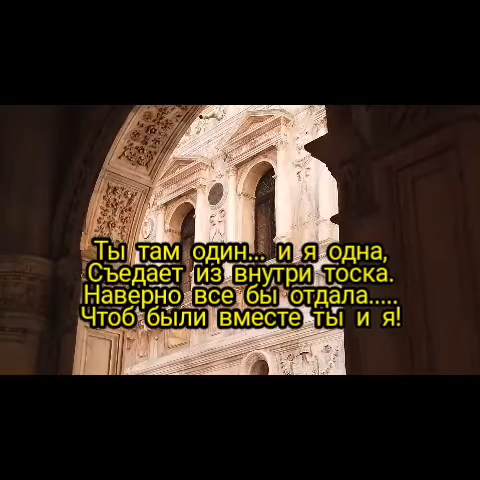 Ты там один... и я одна,
Съедает из внутри тоска.
Наверно все бы отдала.....
Чтоб были вместе ты и я!